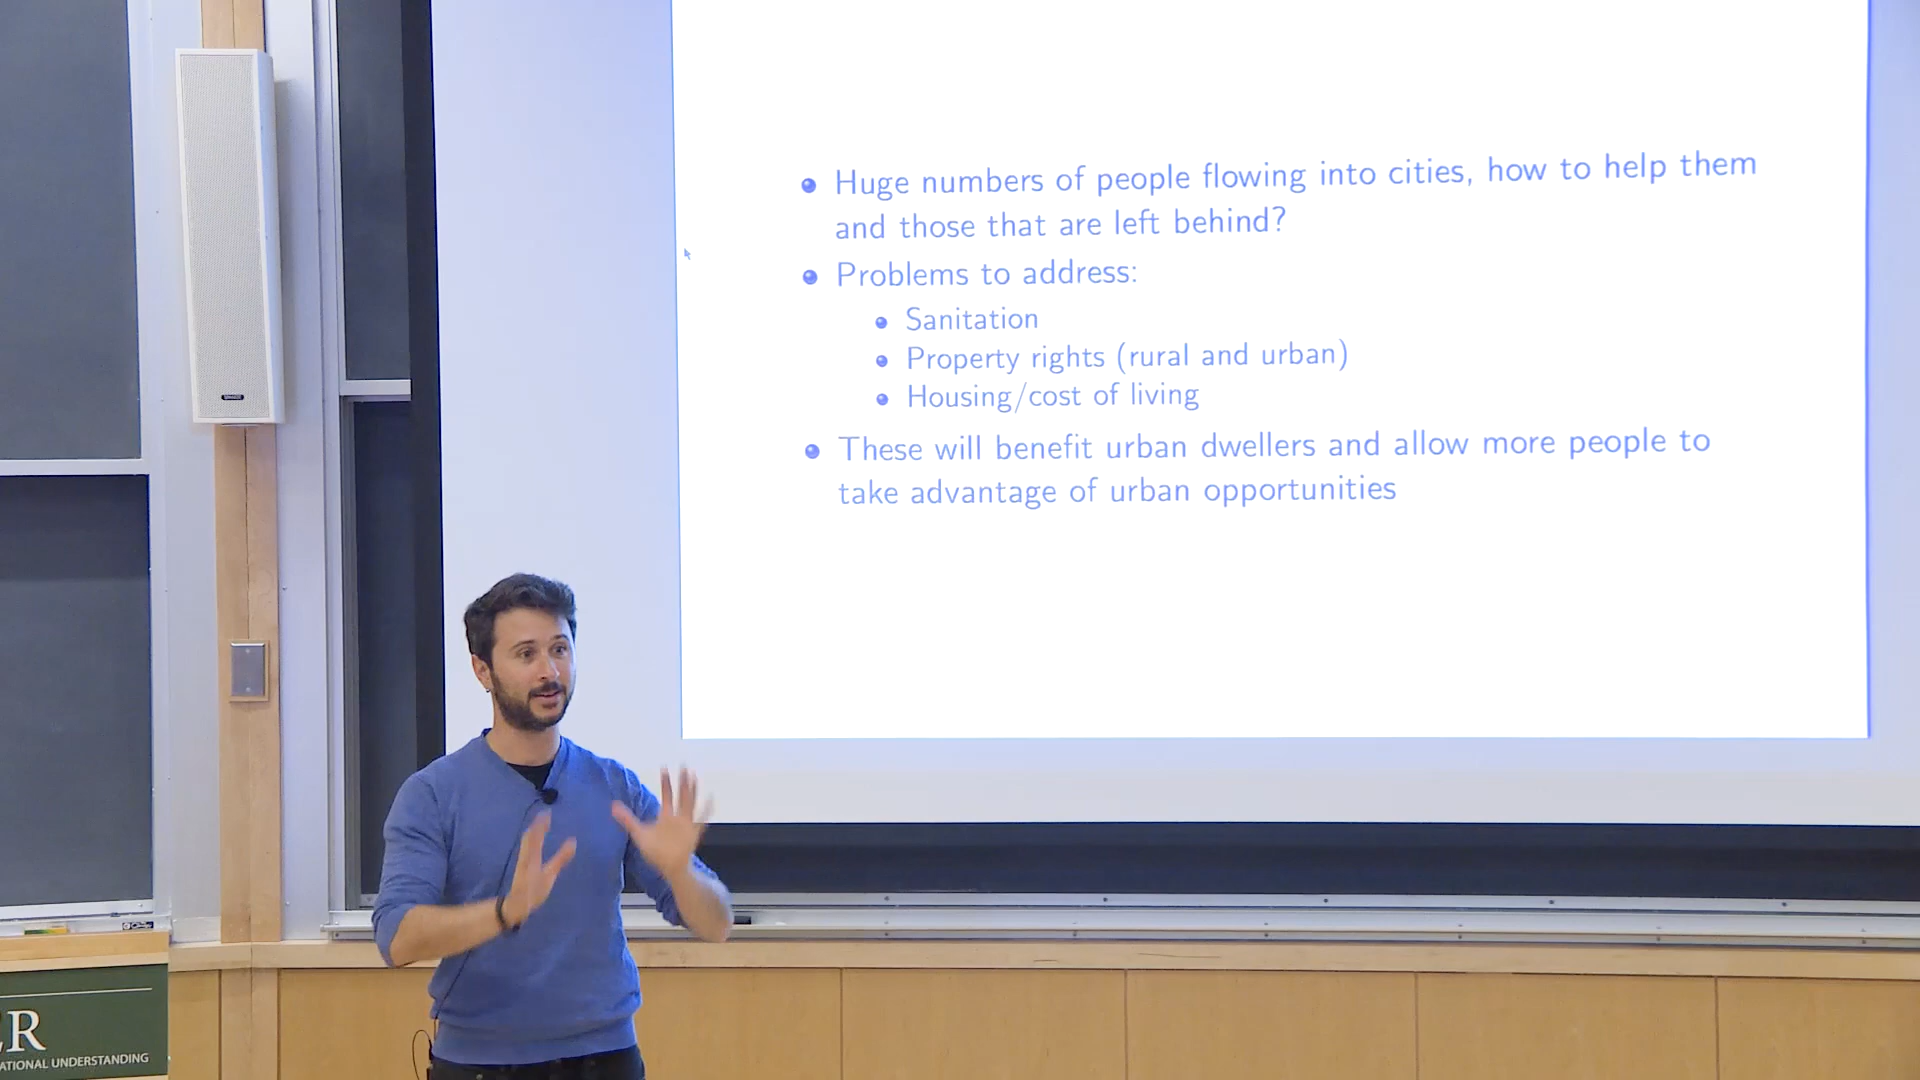 Huge numbers of people flowing into cities, how to help them
and those that are left behind?
Problems to address:
Sanitation
Property rights (rural and urban)
Housing/cost of living
These will benefit urban dwellers and allow more people to
take advantage of urban opportunities
ER
ATIONAL UNDERSTANDING